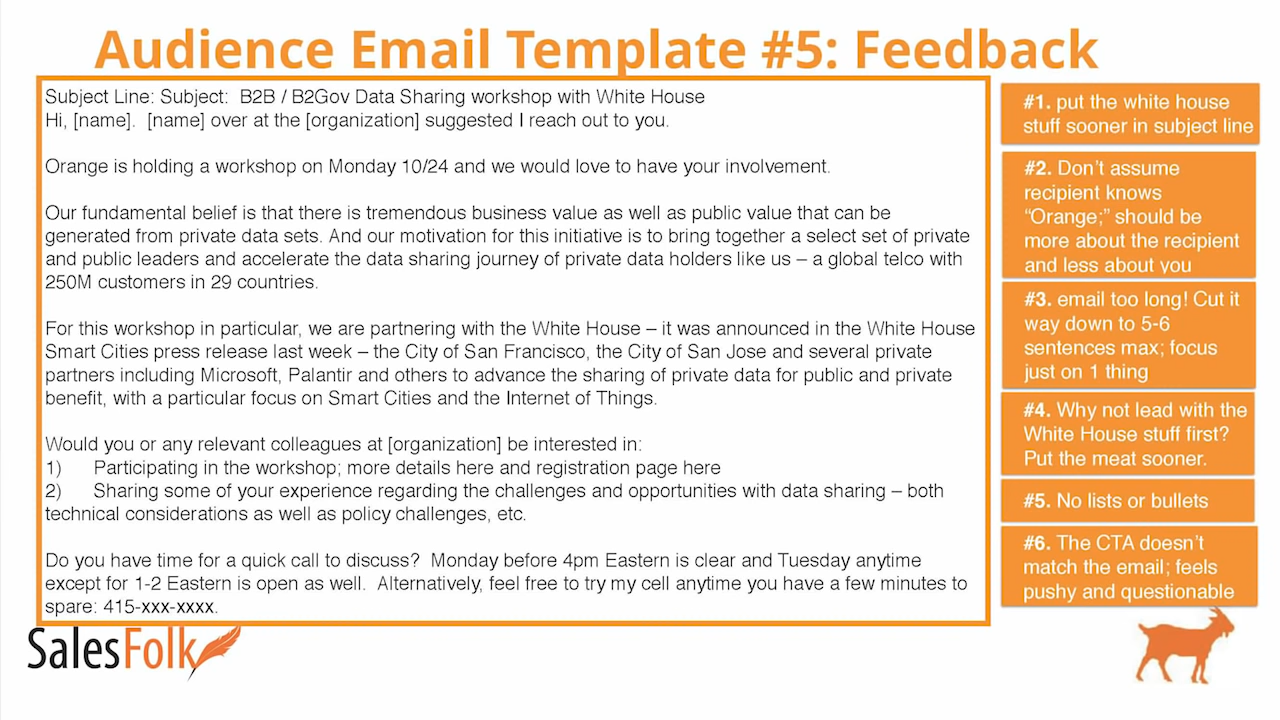 Audience Email Template #5: Feedback
Subject Line: Subject:  B2B / B2Gov Data Sharing workshop with White House
Hi, [name].  [name] over at the [organization] suggested I reach out to you.
Orange is holding a workshop on Monday 10/24 and we would love to have your involvement.
Our fundamental belief is that there is tremendous business value as well as public value that can be
generated from private data sets. And our motivation for this initiative is to bring together a select set of private
and public leaders and accelerate the data sharing journey of private data holders like us – a global telco with
250M customers in 29 countries.
For this workshop in particular, we are partnering with the White House – it was announced in the White House
Smart Cities press release last week – the City of San Francisco, the City of San Jose and several private
partners including Microsoft, Palantir and others to advance the sharing of private data for public and private
benefit, with a particular focus on Smart Cities and the Internet of Things.
Would you or any relevant colleagues at [organization] be interested in:
1) Participating in the workshop; more details here and registration page here
2) Sharing some of your experience regarding the challenges and opportunities with data sharing – both
technical considerations as well as policy challenges, etc.
Do you have time for a quick call to discuss?  Monday before 4pm Eastern is clear and Tuesday anytime
except for 1-2 Eastern is open as well.  Alternatively, feel free to try my cell anytime you have a few minutes to
spare: 415-xxx-xxxx.
#1. put the white house
stuff sooner in subject line
#2. Don’t assume
recipient knows
“Orange;” should be
more about the recipient
and less about you
#3. email too long! Cut it
way down to 5-6
sentences max; focus
just on 1 thing
#4. Why not lead with the
White House stuff first?
Put the meat sooner.
#5. No lists or bullets
#6. The CTA doesn’t
match the email; feels
pushy and questionable
SalesFolk